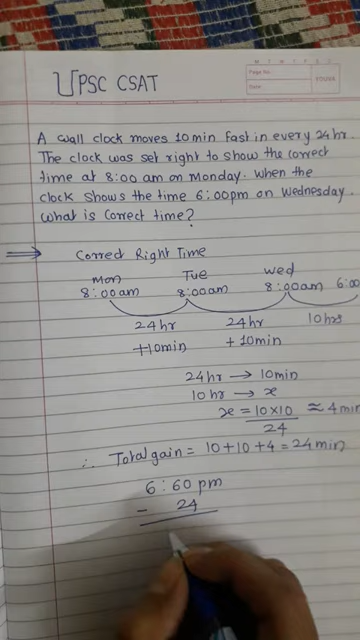 M T W T F S S
Page No.:
Date:
YOUVA
UPSC CSAT
A wall clock moves 10 min fast in every 24 hr.
The clock was set right to show the correct
time at 8:00 am on Monday. When the
clock shows the time 6:00pm on Wednesday.
What is Correct time?
⇒ Correct Right Time
Mon Tue Wed
8:00am 8:00am 8:00am 6:00
24hr 24hr 10hrs
+10min +10min
24hr → 10min
10hr → x
x = 10×10 ≈ 4min
24
∴ Total gain = 10+10+4 = 24 min
6:60 pm
- 24